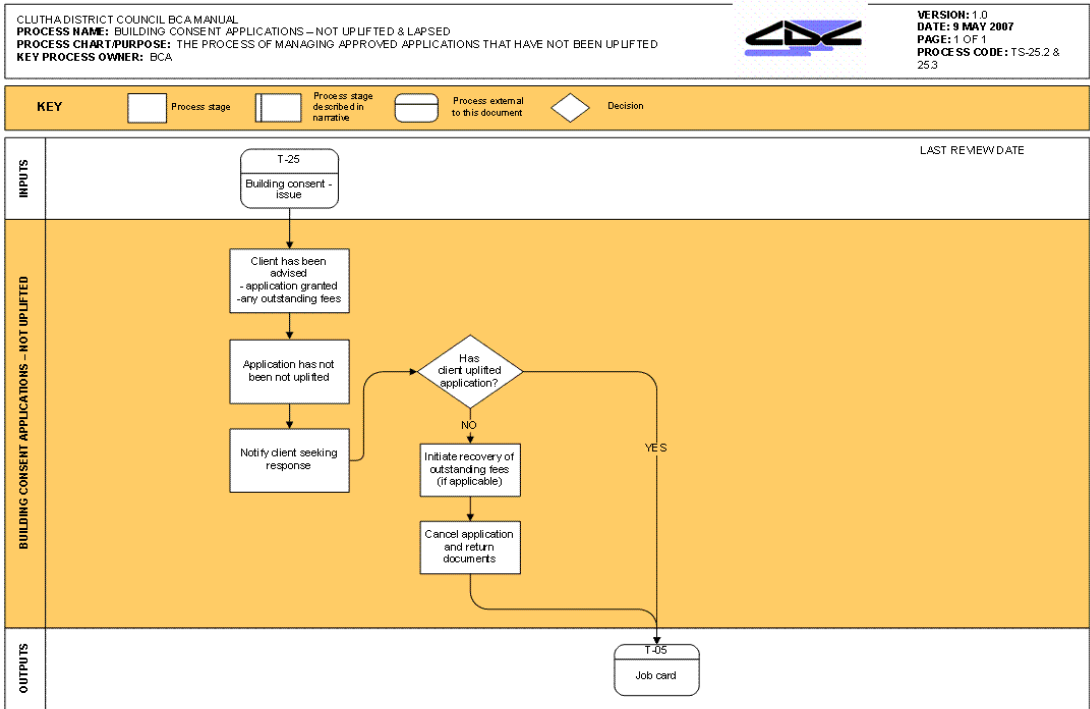 CLUTHA DISTRICT COUNCIL BCA MANUAL
PROCESS NAME: BUILDING CONSENT APPLICATIONS – NOT UPLIFTED & LAPSED
PROCESS CHART/PURPOSE: THE PROCESS OF MANAGING APPROVED APPLICATIONS THAT HAVE NOT BEEN UPLIFTED
KEY PROCESS OWNER: BCA
CDC
VERSION: 1.0
DATE: 9 MAY 2007
PAGE: 1 OF 1
PROCESS CODE: TS-25.2 &
25.3
KEY
Process stage
Process stage
described in
narrative
Process external
to this document
Decision
INPUTS
LAST REVIEW DATE
T-25
Building consent -
issue
BUILDING CONSENT APPLICATIONS – NOT UPLIFTED
Client has been
advised
- application granted
-any outstanding fees
Application has not
been not uplifted
Notify client seeking
response
Has
client uplifted
application?
NO
YES
Initiate recovery of
outstanding fees
(if applicable)
Cancel application
and return
documents
OUTPUTS
T-05
Job card